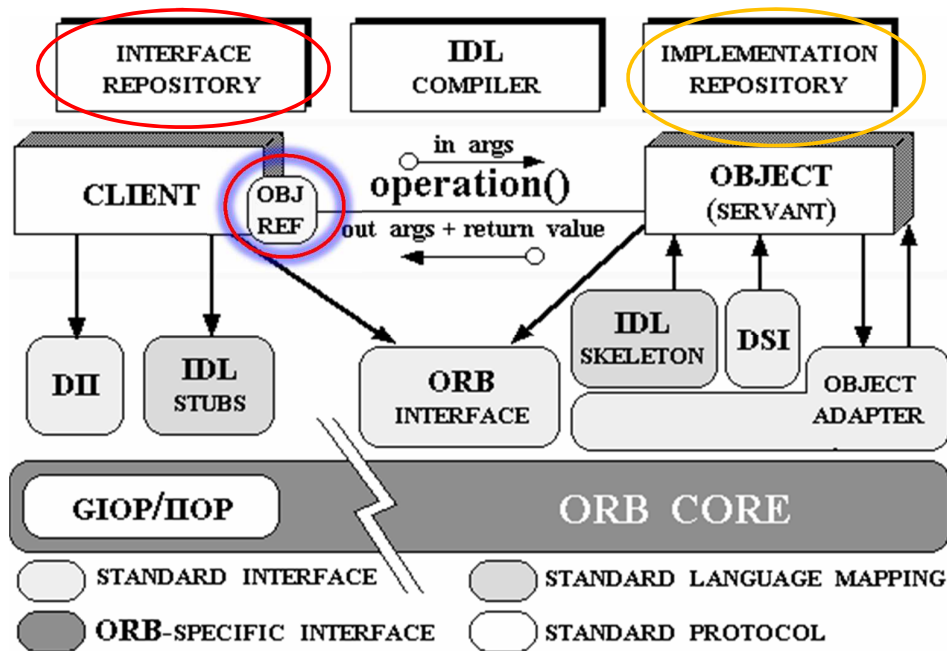 INTERFACE
REPOSITORY
IDL
COMPILER
IMPLEMENTATION
REPOSITORY
in args
CLIENT
OBJ
REF
operation()
OBJECT
(SERVANT)
out args + return value
DII
IDL
STUBS
ORB
INTERFACE
IDL
SKELETON
DSI
OBJECT
ADAPTER
GIOP/IIOP
ORB CORE
STANDARD INTERFACE
STANDARD LANGUAGE MAPPING
ORB-SPECIFIC INTERFACE
STANDARD PROTOCOL